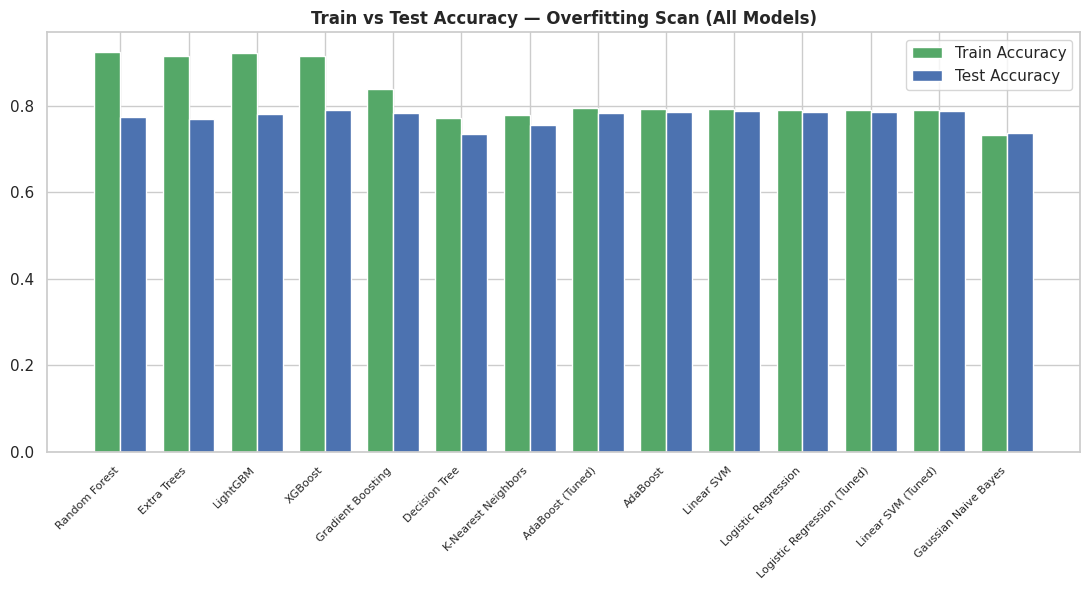 Train vs Test Accuracy — Overfitting Scan (All Models)
Train Accuracy
Test Accuracy
0.8
0.6
0.4
0.2
0.0
Random Forest
Extra Trees
LightGBM
XGBoost
Gradient Boosting
Decision Tree
K-Nearest Neighbors
AdaBoost (Tuned)
AdaBoost
Linear SVM
Logistic Regression
Logistic Regression (Tuned)
Linear SVM (Tuned)
Gaussian Naive Bayes